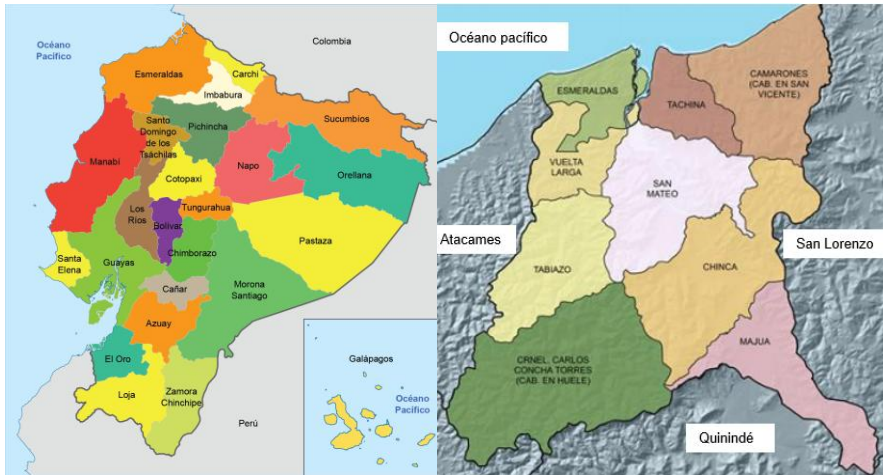 Océano
Pacífico
Colombia
Esmeraldas
Carchi
Imbabura
Santo
Domingo
de los
Tsáchilas
Pichincha
Sucumbíos
Manabí
Napo
Orellana
Cotopaxi
Los
Ríos
Tungurahua
Bolívar
Pastaza
Santa
Elena
Guayas
Chimborazo
Morona
Santiago
Cañar
Azuay
El Oro
Loja
Zamora
Chinchipe
Perú
Galápagos
Océano
Pacífico
Océano pacífico
ESMERALDAS
CAMARONES
(CAB. EN SAN
VICENTE)
TACHINA
VUELTA
LARGA
SAN
MATEO
Atacames
San Lorenzo
TABIAZO
CHINCA
CRNEL. CARLOS
CONCHA TORRES
(CAB. EN HUELE)
MAJUA
Quinindé